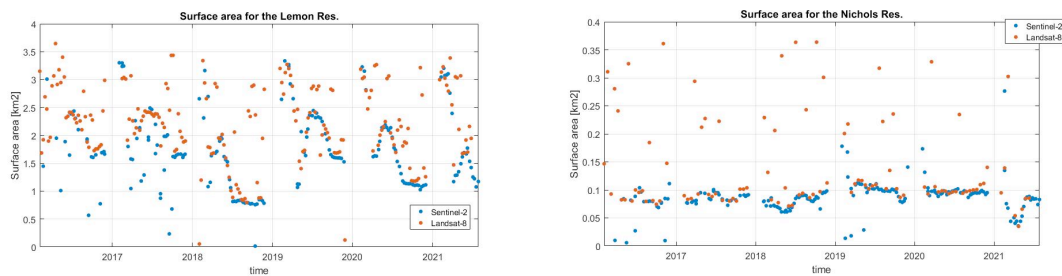 Surface area for the Lemon Res.
4
3.5
3
2.5
2
1.5
1
0.5
0
Surface area [km2]
2017
2018
2019
2020
2021
time
Sentinel-2
Landsat-8
Surface area for the Nichols Res.
Sentinel-2
Landsat-8
0.4
0.35
0.3
0.25
0.2
0.15
0.1
0.05
0
Surface area [km2]
2017
2018
2019
2020
2021
time